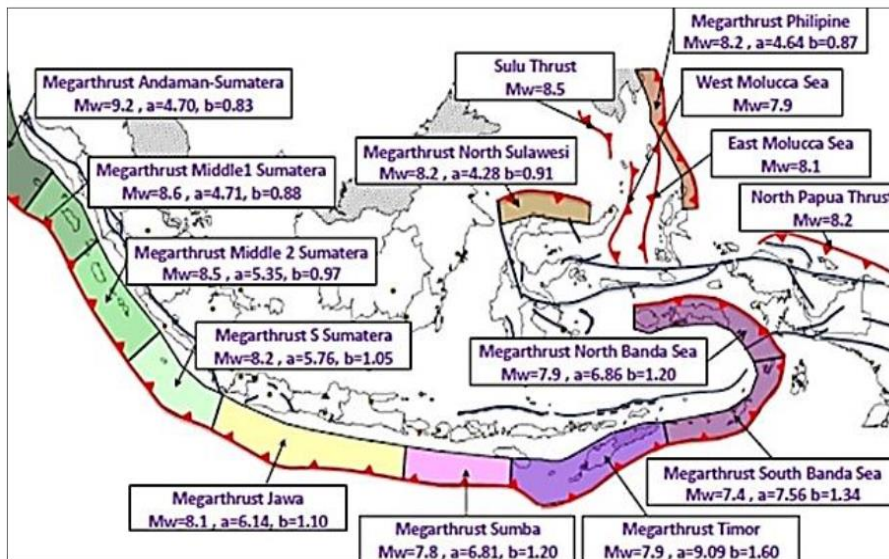 Megarthrust Philipine
Mw=8.2 , a=4.64 b=0.87
Sulu Thrust
Mw=8.5
West Molucca Sea
Mw=7.9
Megarthrust Andaman-Sumatera
Mw=9.2, a=4.70, b=0.83
East Molucca Sea
Mw=8.1
Megarthrust North Sulawesi
Mw=8.2 , a=4.28 b=0.91
Megarthrust Middle1 Sumatera
Mw=8.6 , a=4.71, b=0.88
North Papua Thrust
Mw=8.2
Megarthrust Middle 2 Sumatera
Mw=8.5 , a=5.35, b=0.97
Megarthrust S Sumatera
Mw=8.2 , a=5.76, b=1.05
Megarthrust North Banda Sea
Mw=7.9 , a=6.86 b=1.20
Megarthrust South Banda Sea
Mw=7.4, a=7.56 b=1.34
Megarthrust Jawa
Mw=8.1 , a=6.14, b=1.10
Megarthrust Sumba
Mw=7.8 , a=6.81, b=1.20
Megarthrust Timor
Mw=7.9 , a=9.09 b=1.60